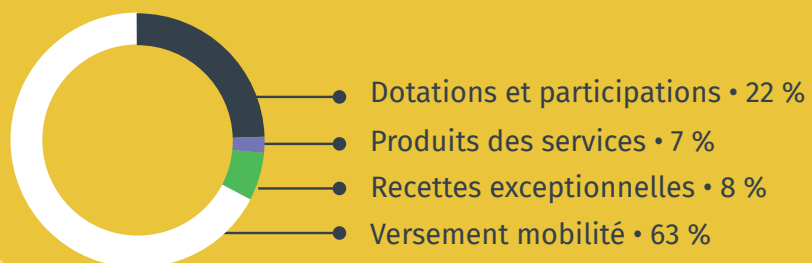 Dotations et participations • 22 %
Produits des services • 7 %
Recettes exceptionnelles • 8 %
Versement mobilité • 63 %